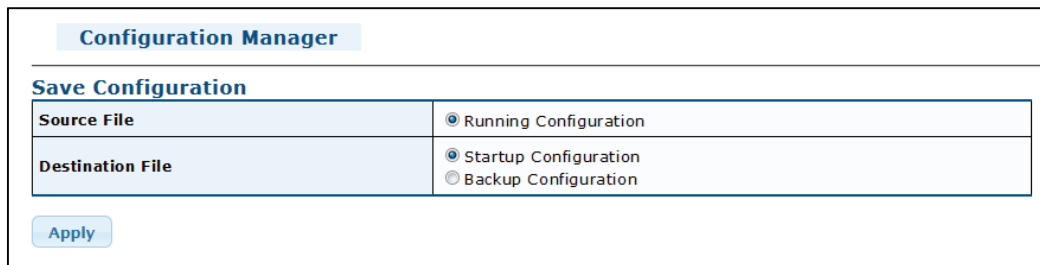 Configuration Manager
Save Configuration
Source File
Running Configuration
Destination File
Startup Configuration
Backup Configuration
Apply